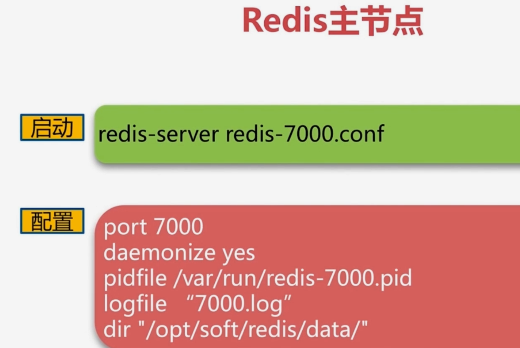 Redis主节点
启动
redis-server redis-7000.conf
配置
port 7000
daemonize yes
pidfile /var/run/redis-7000.pid
logfile “7000.log”
dir "/opt/soft/redis/data/"